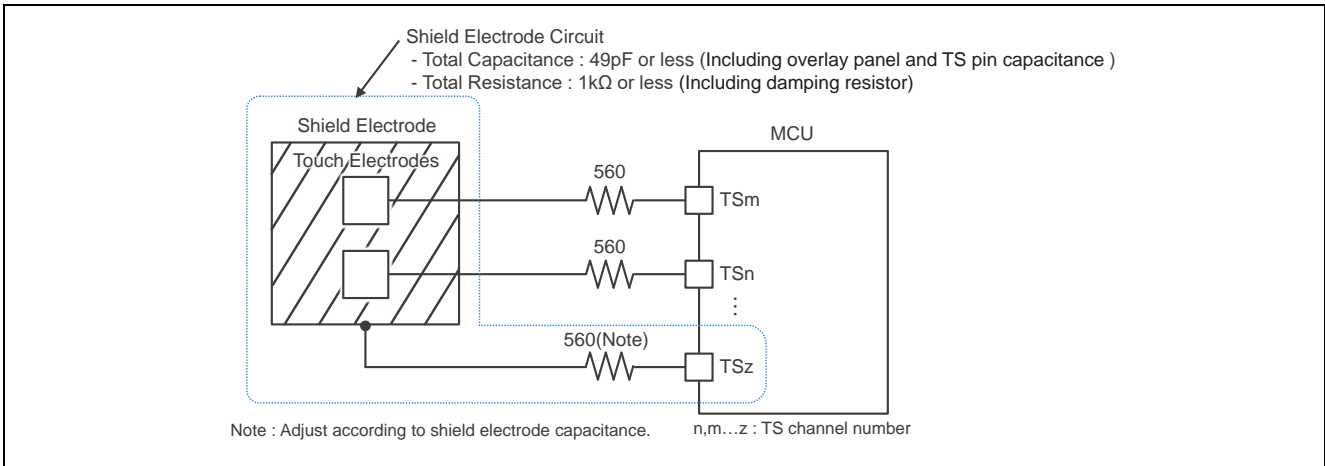 Shield Electrode Circuit
- Total Capacitance : 49pF or less (Including overlay panel and TS pin capacitance )
- Total Resistance : 1kΩ or less (Including damping resistor)
Shield Electrode
MCU
Touch Electrodes
560
TSm
560
TSn
⋮
560(Note)
TSz
Note : Adjust according to shield electrode capacitance.
n,m…z : TS channel number